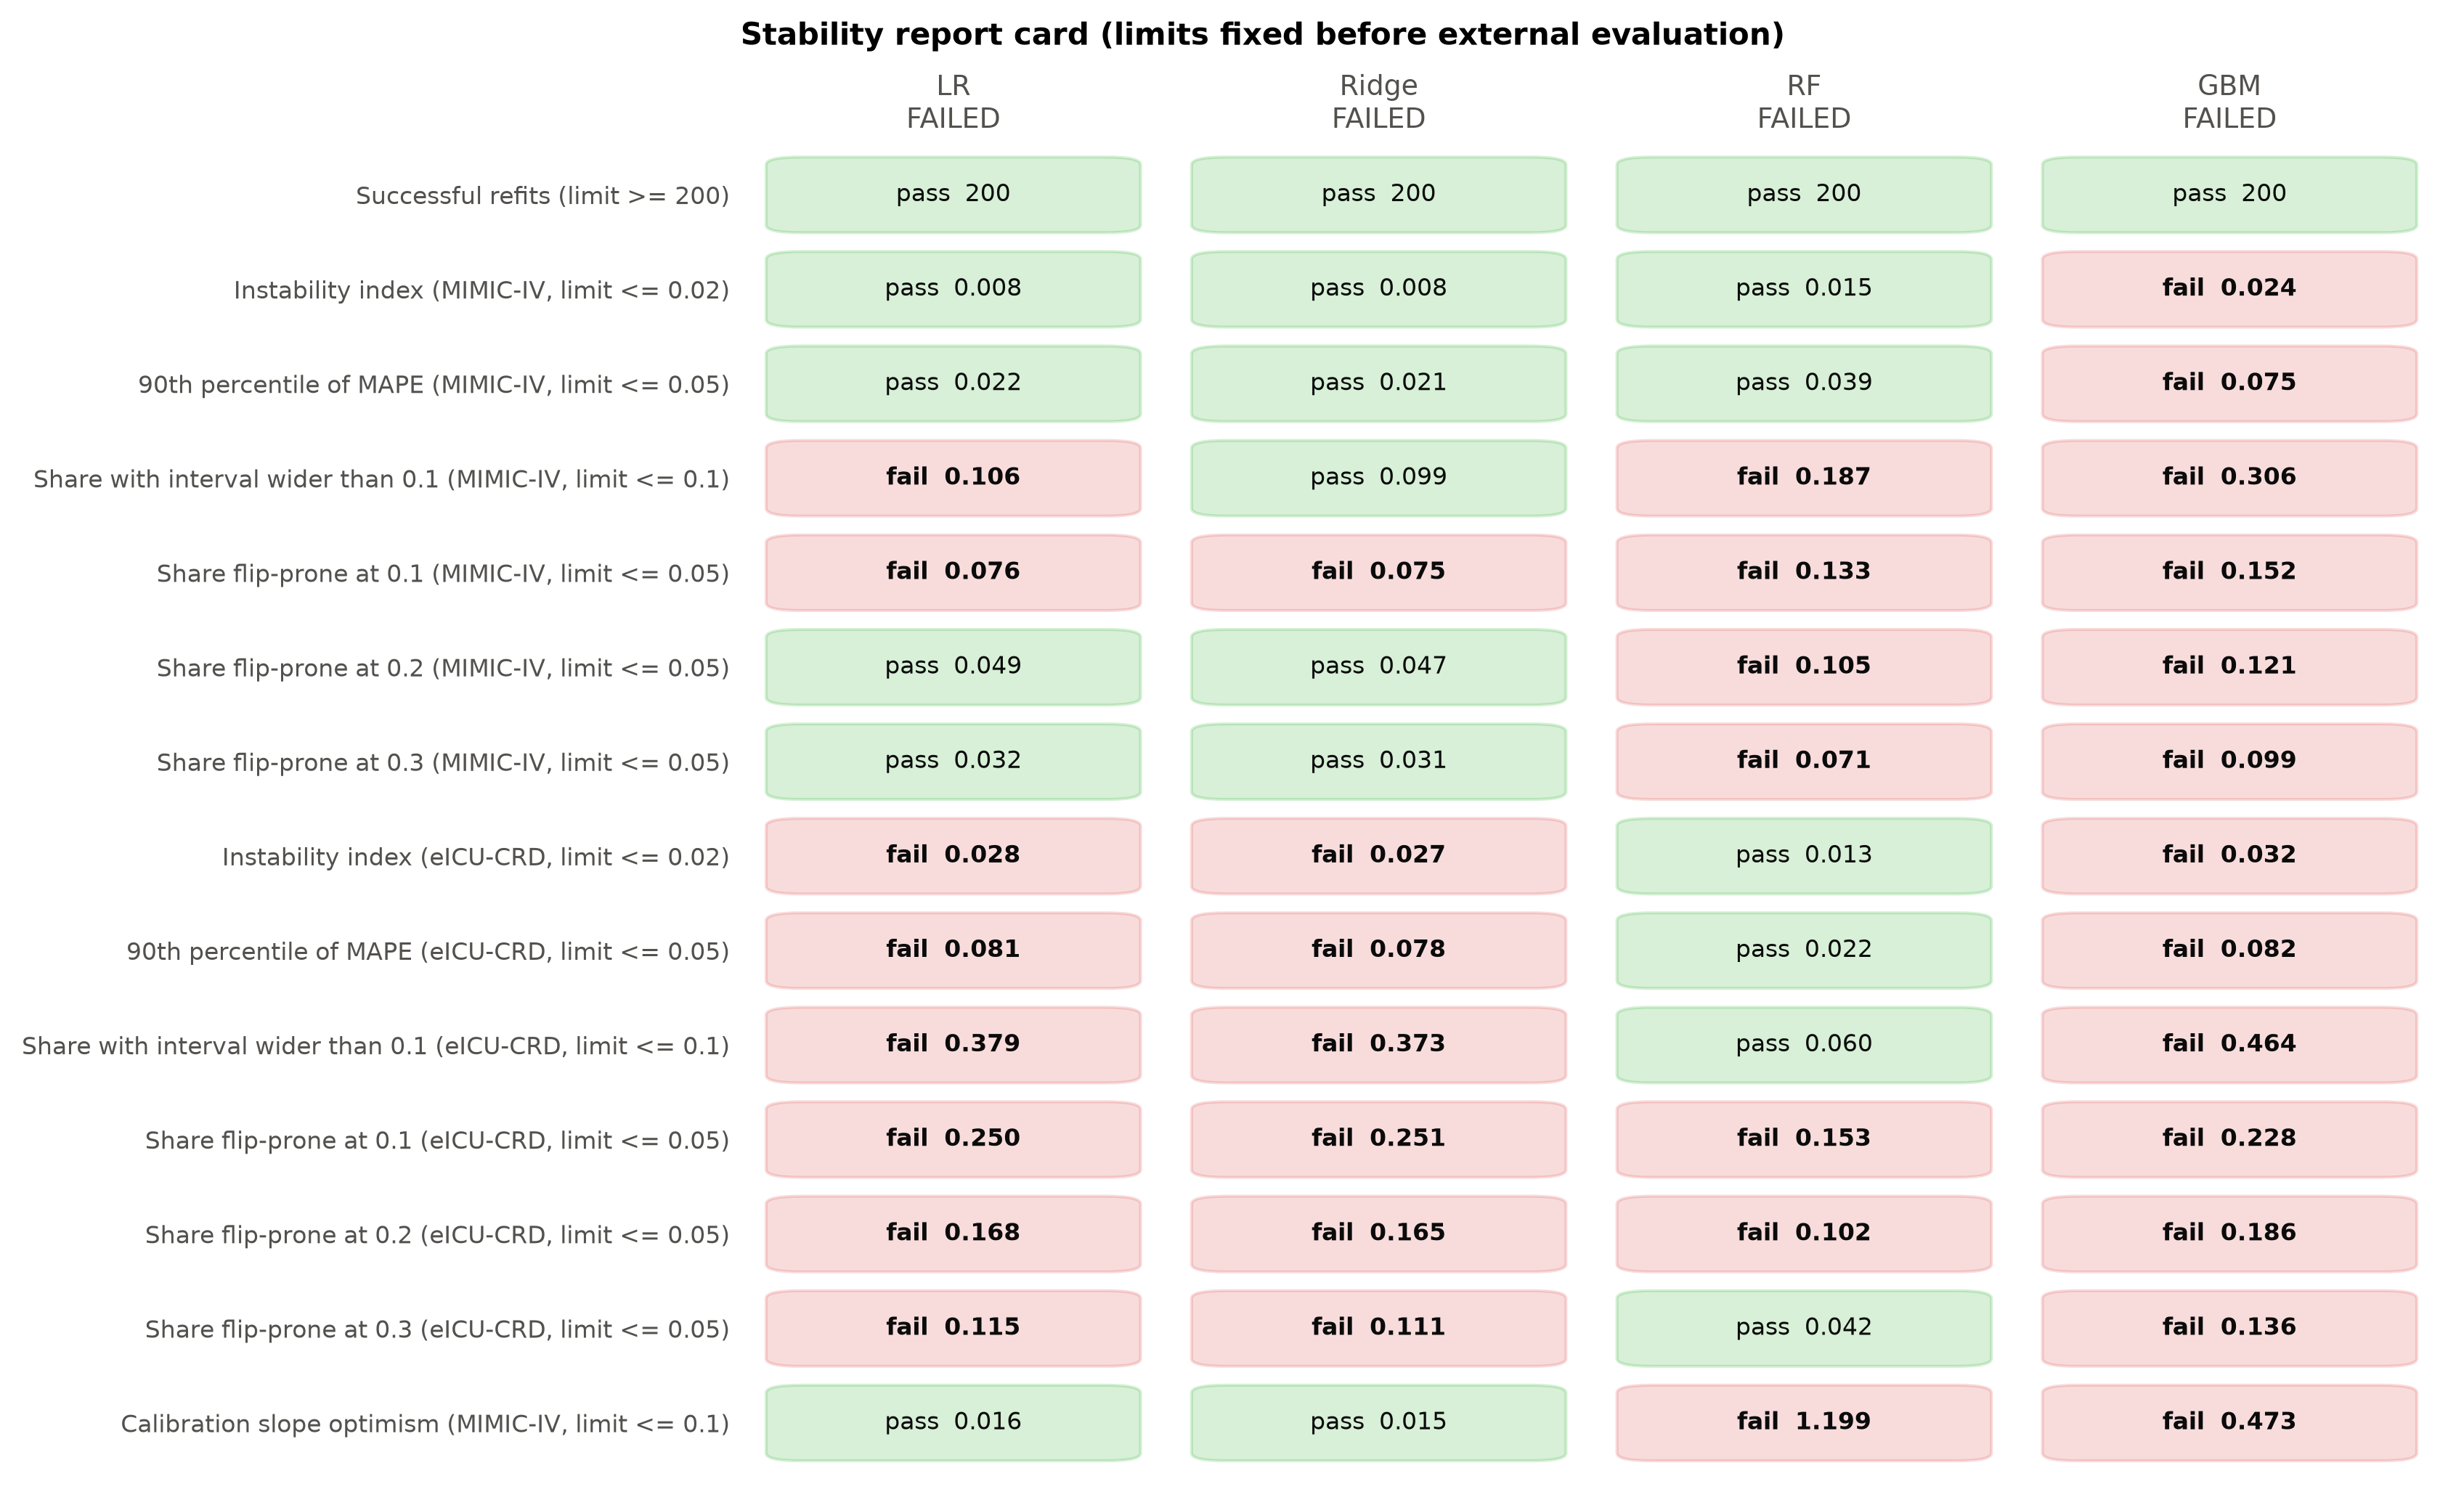 Stability report card (limits fixed before external evaluation)
LR Ridge RF GBM
FAILED FAILED FAILED FAILED
Successful refits (limit >= 200) pass 200 pass 200 pass 200 pass 200
Instability index (MIMIC-IV, limit <= 0.02) pass 0.008 pass 0.008 pass 0.015 fail 0.024
90th percentile of MAPE (MIMIC-IV, limit <= 0.05) pass 0.022 pass 0.021 pass 0.039 fail 0.075
Share with interval wider than 0.1 (MIMIC-IV, limit <= 0.1) fail 0.106 pass 0.099 fail 0.187 fail 0.306
Share flip-prone at 0.1 (MIMIC-IV, limit <= 0.05) fail 0.076 fail 0.075 fail 0.133 fail 0.152
Share flip-prone at 0.2 (MIMIC-IV, limit <= 0.05) pass 0.049 pass 0.047 fail 0.105 fail 0.121
Share flip-prone at 0.3 (MIMIC-IV, limit <= 0.05) pass 0.032 pass 0.031 fail 0.071 fail 0.099
Instability index (eICU-CRD, limit <= 0.02) fail 0.028 fail 0.027 pass 0.013 fail 0.032
90th percentile of MAPE (eICU-CRD, limit <= 0.05) fail 0.081 fail 0.078 pass 0.022 fail 0.082
Share with interval wider than 0.1 (eICU-CRD, limit <= 0.1) fail 0.379 fail 0.373 pass 0.060 fail 0.464
Share flip-prone at 0.1 (eICU-CRD, limit <= 0.05) fail 0.250 fail 0.251 fail 0.153 fail 0.228
Share flip-prone at 0.2 (eICU-CRD, limit <= 0.05) fail 0.168 fail 0.165 fail 0.102 fail 0.186
Share flip-prone at 0.3 (eICU-CRD, limit <= 0.05) fail 0.115 fail 0.111 pass 0.042 fail 0.136
Calibration slope optimism (MIMIC-IV, limit <= 0.1) pass 0.016 pass 0.015 fail 1.199 fail 0.473